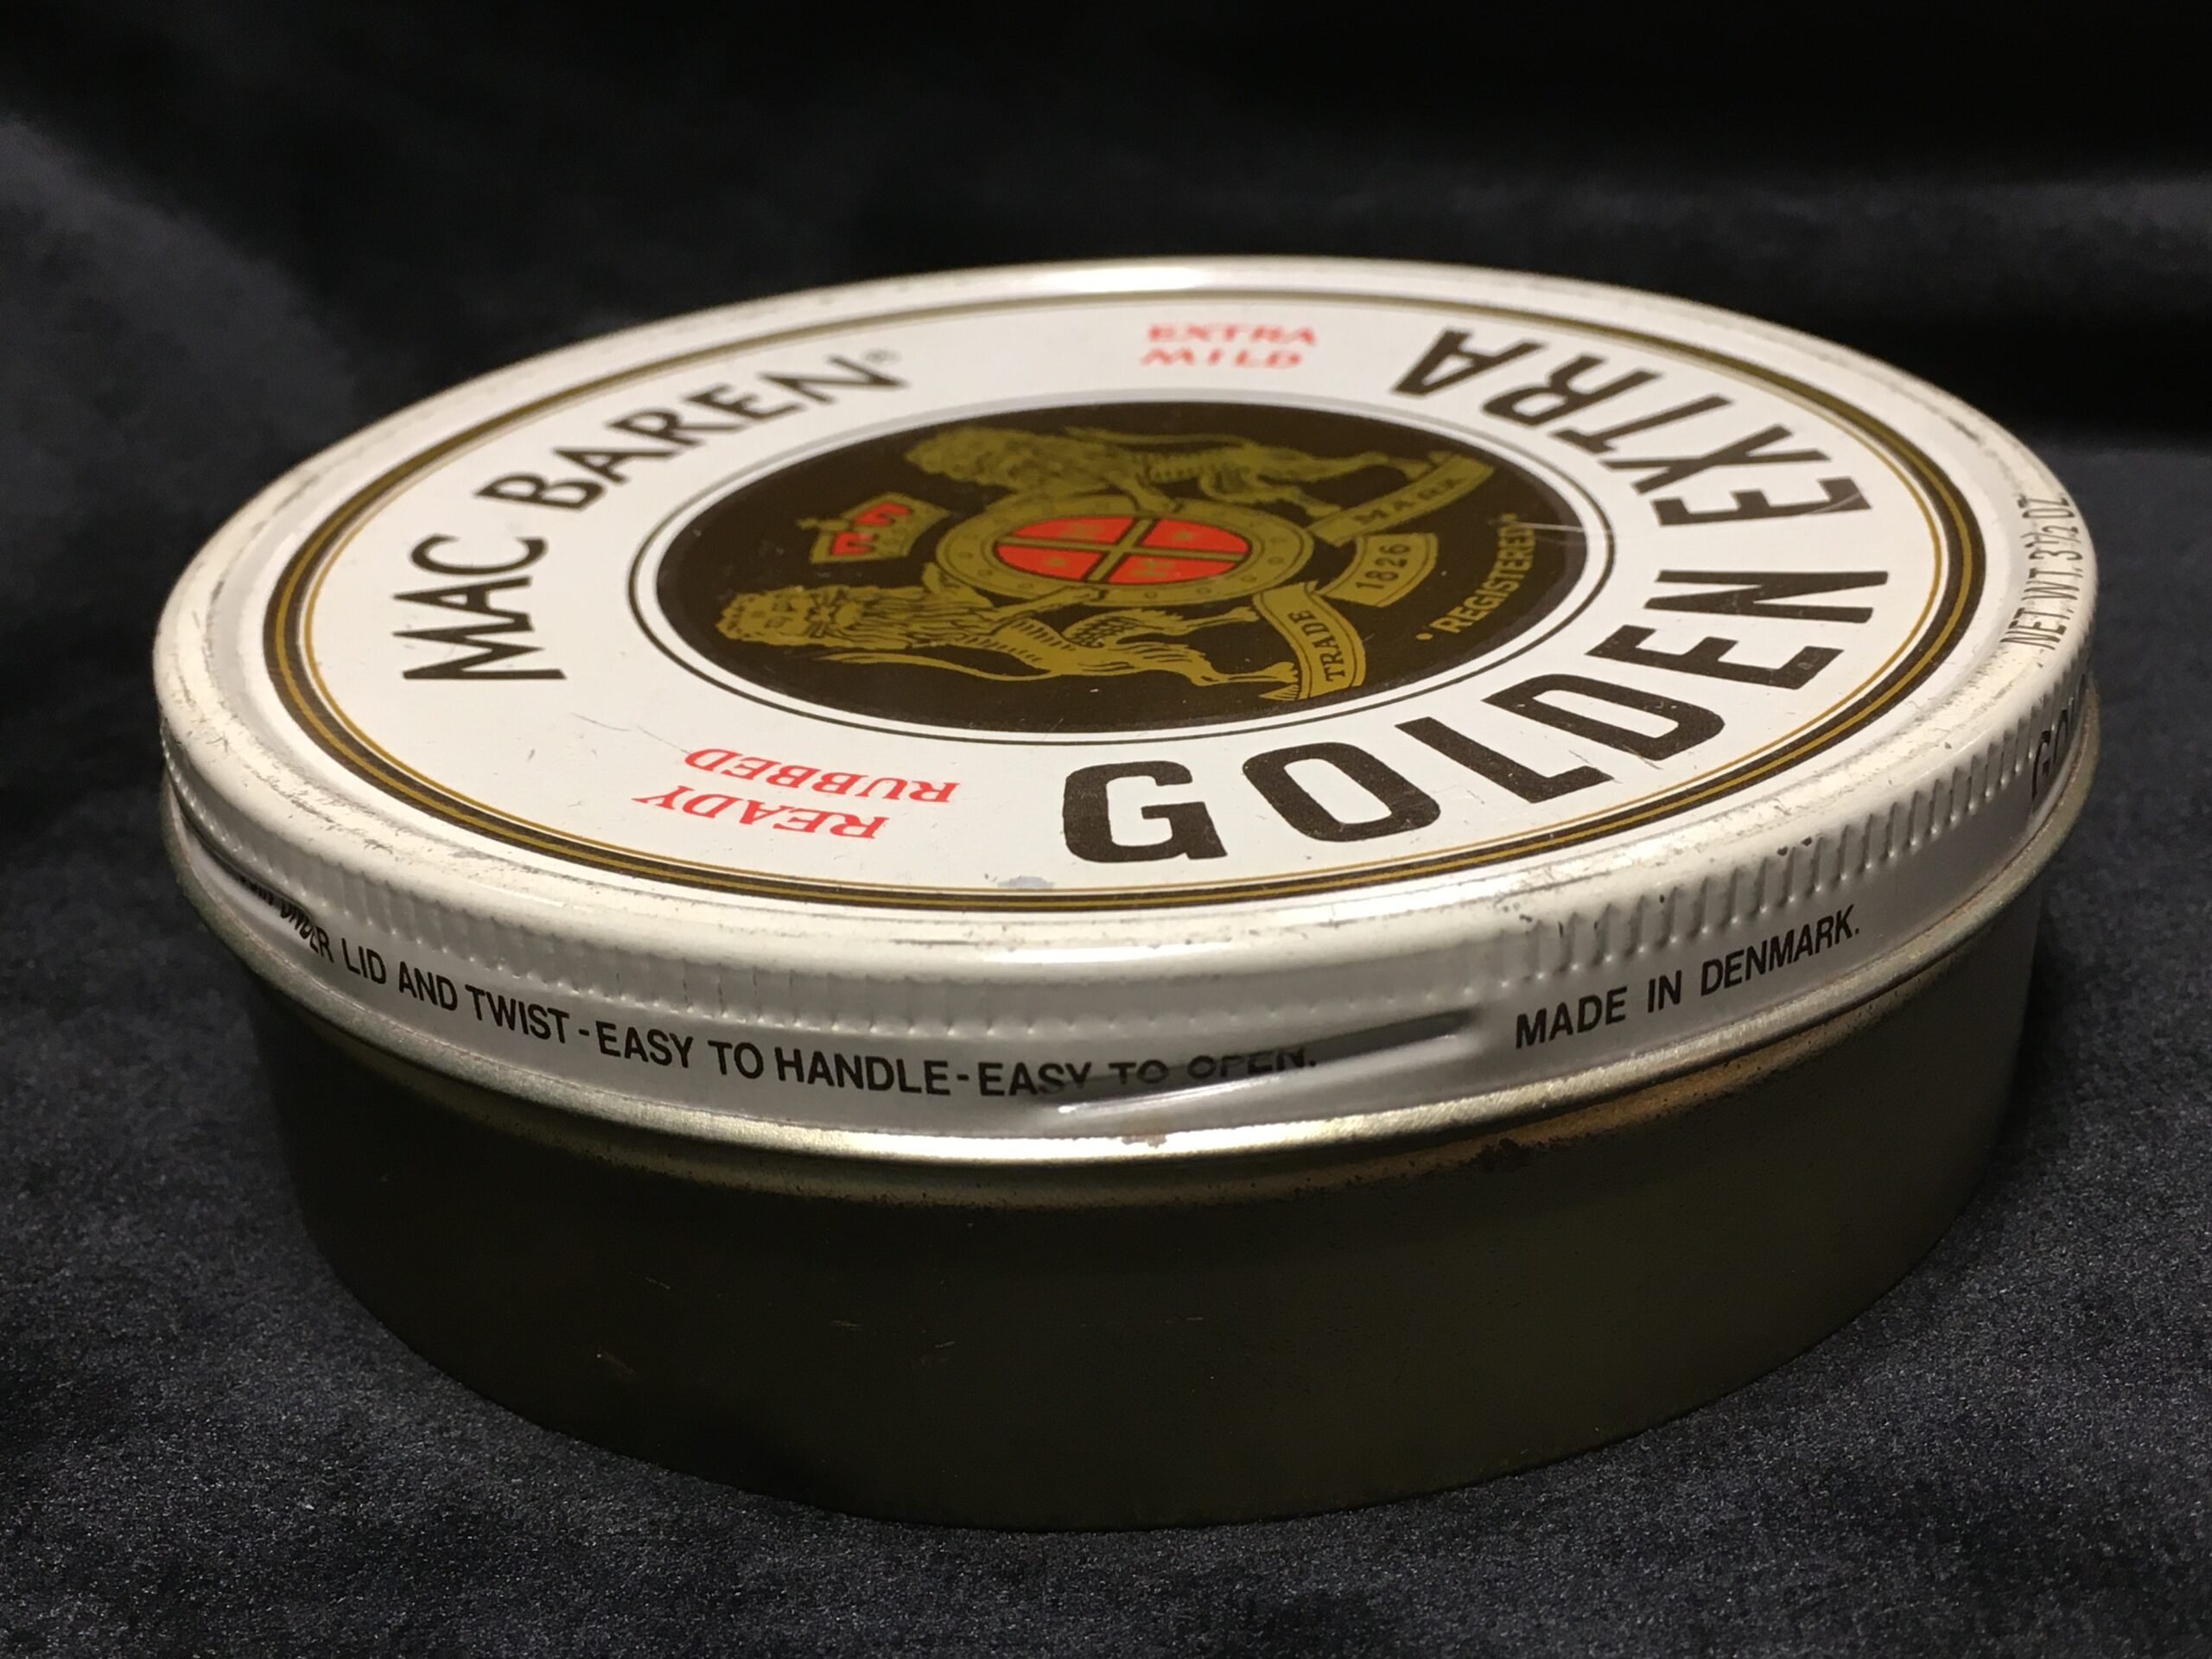 MAC BAREN®
EXTRA
MILD
READY
RUBBED
GOLDEN EXTRA
TRADE 1826 MARK
•REGISTERED•
NET WT. 3½ OZ
UNDER LID AND TWIST-EASY TO HANDLE-EASY TO OPEN.
MADE IN DENMARK.